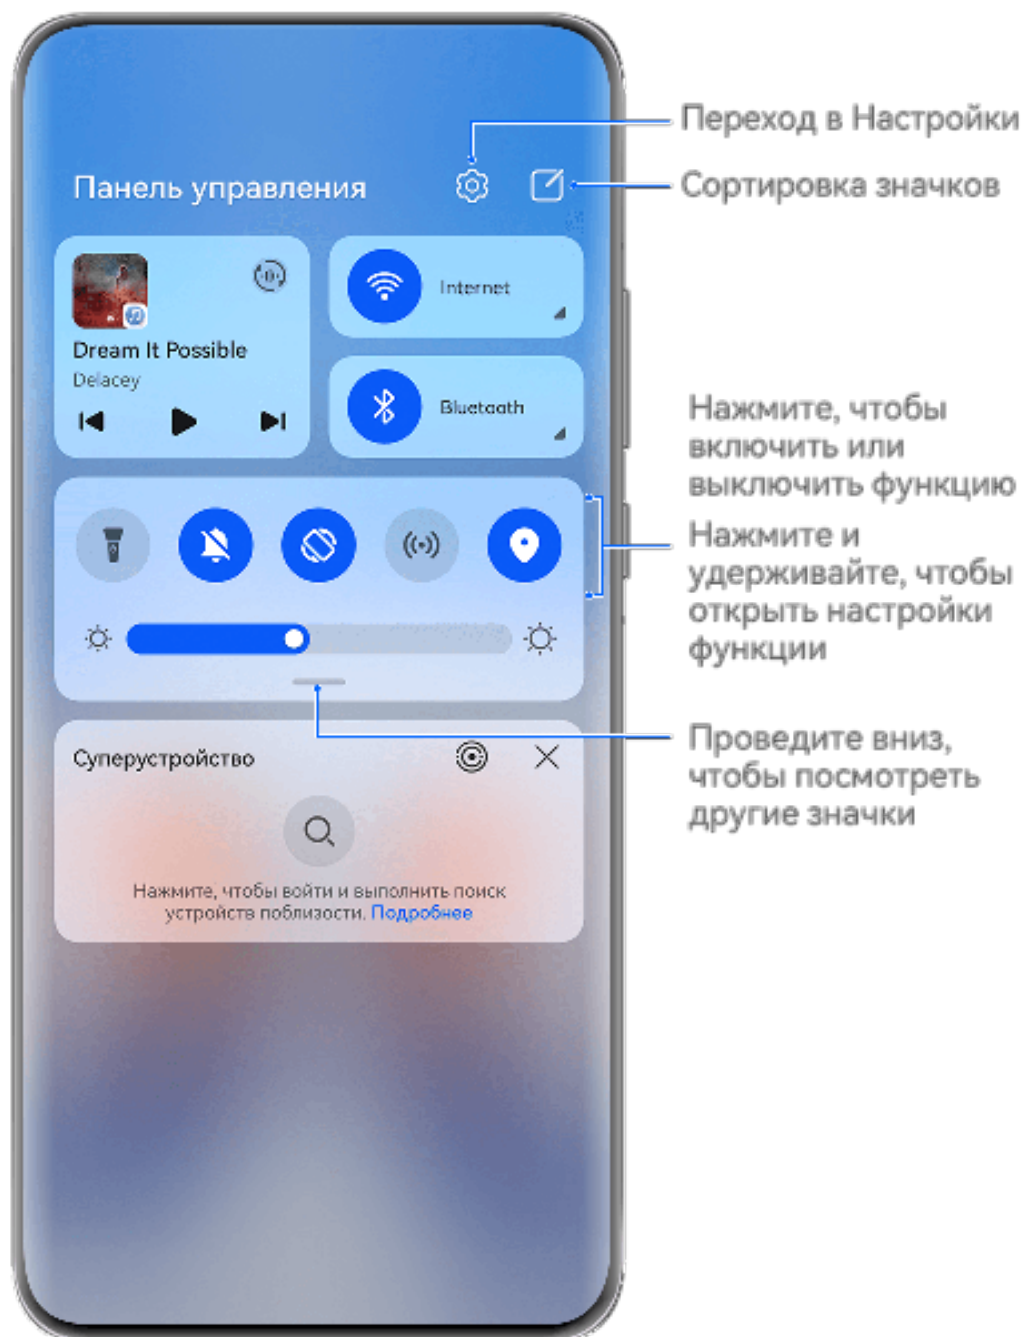 Переход в Настройки
Панель управления
Сортировка значков
Internet
Dream It Possible
Delacey
Bluetooth
Нажмите, чтобы
включить или
выключить функцию
Нажмите и
удерживайте, чтобы
открыть настройки
функции
Проведите вниз,
чтобы посмотреть
другие значки
Суперустройство
Нажмите, чтобы войти и выполнить поиск
устройств поблизости. Подробнее